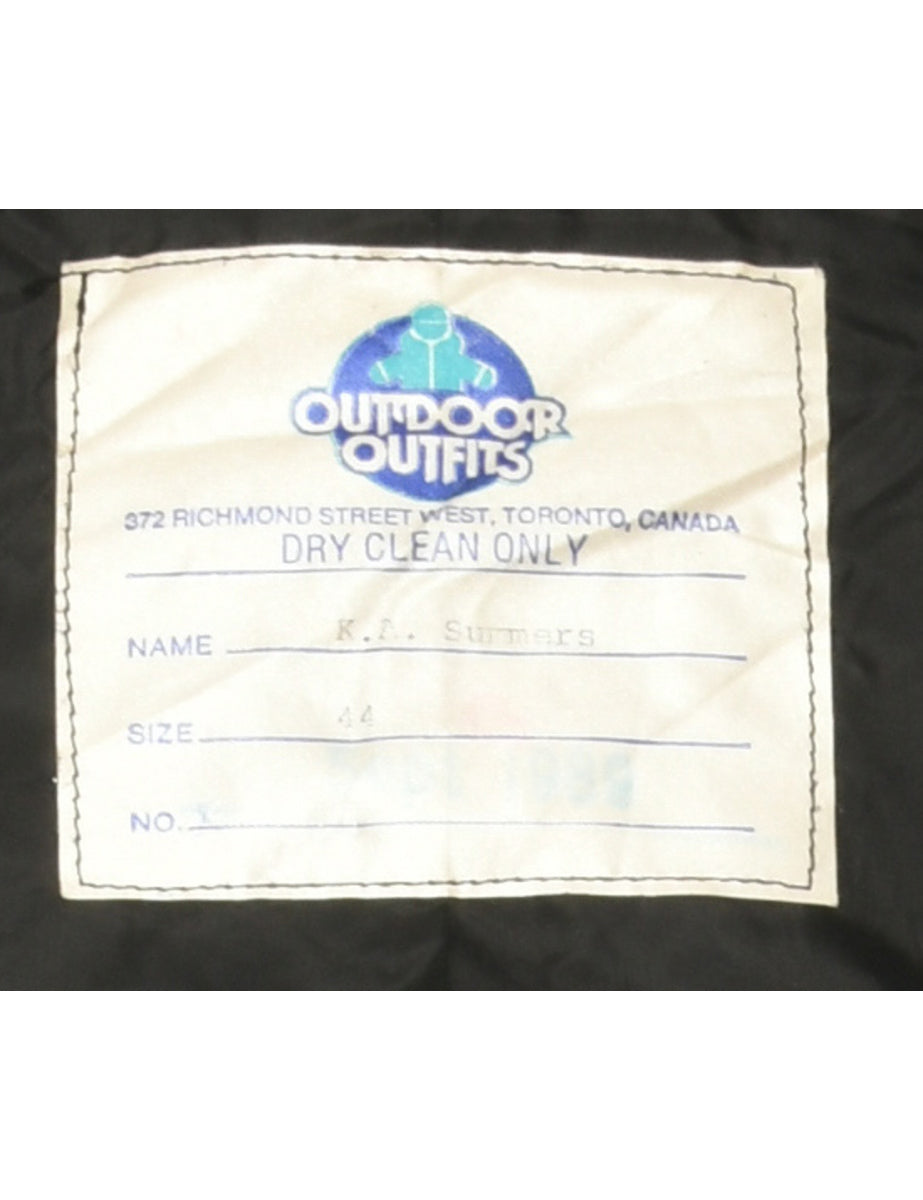 OUTDOOR
OUTFITS
372 RICHMOND STREET WEST, TORONTO, CANADA
DRY CLEAN ONLY
NAME K.A. Summers
SIZE 44
NO.